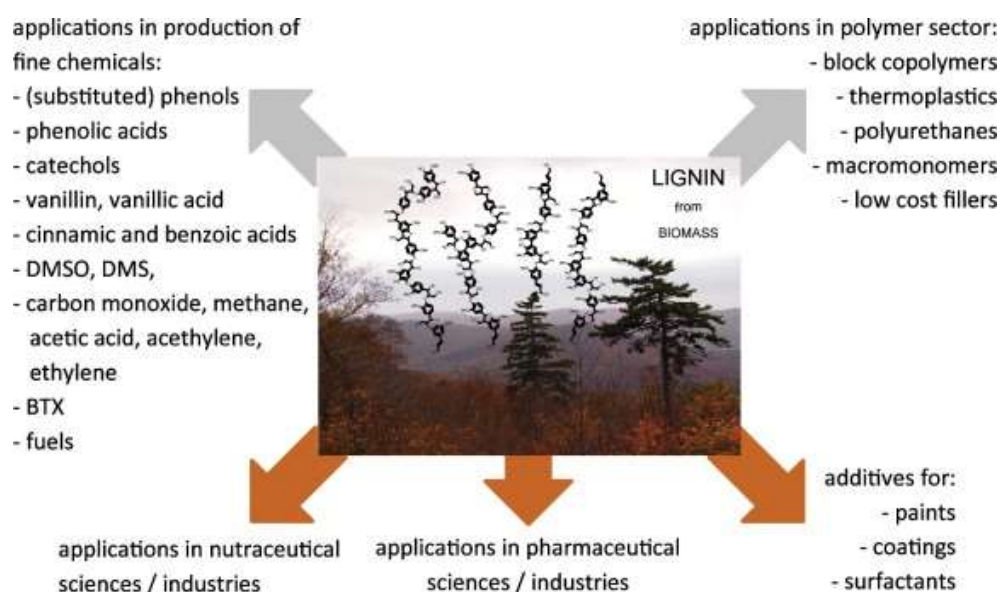 applications in production of
fine chemicals:
- (substituted) phenols
- phenolic acids
- catechols
- vanillin, vanillic acid
- cinnamic and benzoic acids
- DMSO, DMS,
- carbon monoxide, methane,
acetic acid, acethylene,
ethylene
- BTX
- fuels
applications in polymer sector:
- block copolymers
- thermoplastics
- polyurethanes
- macromonomers
- low cost fillers
LIGNIN
from
BIOMASS
applications in nutraceutical
sciences / industries
applications in pharmaceutical
sciences / industries
additives for:
- paints
- coatings
- surfactants